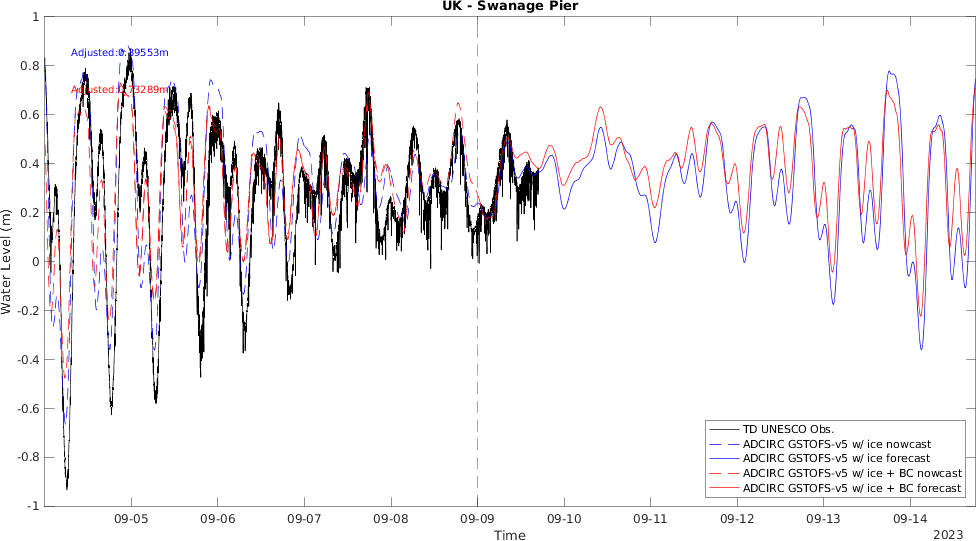 UK - Swanage Pier
Adjusted:0.89553m
Adjusted:0.73289m
Water Level (m)
1
0.8
0.6
0.4
0.2
0
-0.2
-0.4
-0.6
-0.8
-1
09-05 09-06 09-07 09-08 09-09 09-10 09-11 09-12 09-13 09-14
Time
2023
TD UNESCO Obs.
ADCIRC GSTOFS-v5 w/ ice nowcast
ADCIRC GSTOFS-v5 w/ ice forecast
ADCIRC GSTOFS-v5 w/ ice + BC nowcast
ADCIRC GSTOFS-v5 w/ ice + BC forecast